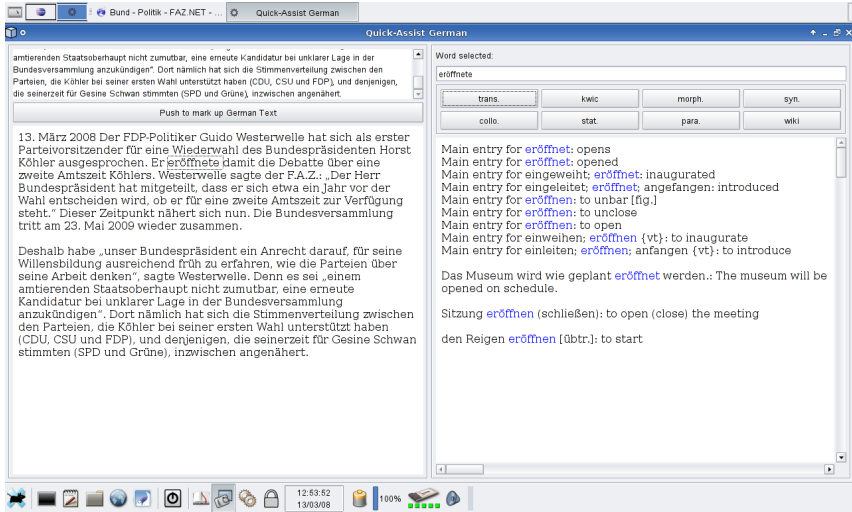 Bund - Politik - FAZ.NET - ...
Quick-Assist German
Quick-Assist German
amtierenden Staatsoberhaupt nicht zumutbar, eine erneute Kandidatur bei unklarer Lage in der
Bundesversammlung anzukündigen“. Dort nämlich hat sich die Stimmenverteilung zwischen den
Parteien, die Köhler bei seiner ersten Wahl unterstützt haben (CDU, CSU und FDP), und denjenigen,
die seinerzeit für Gesine Schwan stimmten (SPD und Grüne), inzwischen angenähert.
Push to mark up German Text
13. März 2008 Der FDP-Politiker Guido Westerwelle hat sich als erster
Parteivorsitzender für eine Wiederwahl des Bundespräsidenten Horst
Köhler ausgesprochen. Er eröffnete damit die Debatte über eine
zweite Amtszeit Köhlers. Westerwelle sagte der F.A.Z.: „Der Herr
Bundespräsident hat mitgeteilt, dass er sich etwa ein Jahr vor der
Wahl entscheiden wird, ob er für eine zweite Amtszeit zur Verfügung
steht.“ Dieser Zeitpunkt nähert sich nun. Die Bundesversammlung
tritt am 23. Mai 2009 wieder zusammen.
Deshalb habe „unser Bundespräsident ein Anrecht darauf, für seine
Willensbildung ausreichend früh zu erfahren, wie die Parteien über
seine Arbeit denken“, sagte Westerwelle. Denn es sei „einem
amtierenden Staatsoberhaupt nicht zumutbar, eine erneute
Kandidatur bei unklarer Lage in der Bundesversammlung
anzukündigen“. Dort nämlich hat sich die Stimmenverteilung zwischen
den Parteien, die Köhler bei seiner ersten Wahl unterstützt haben
(CDU, CSU und FDP), und denjenigen, die seinerzeit für Gesine Schwan
stimmten (SPD und Grüne), inzwischen angenähert.
Word selected:
eröffnete
trans. kwic morph. syn.
collo. stat. para. wiki
Main entry for eröffnet: opens
Main entry for eröffnet: opened
Main entry for eingeweiht; eröffnet: inaugurated
Main entry for eingeleitet; eröffnet; angefangen: introduced
Main entry for eröffnen: to unbar [fig.]
Main entry for eröffnen: to unclose
Main entry for eröffnen: to open
Main entry for einweihen; eröffnen {vt}: to inaugurate
Main entry for einleiten; eröffnen; anfangen {vt}: to introduce
Das Museum wird wie geplant eröffnet werden.: The museum will be
opened on schedule.
Sitzung eröffnen (schließen): to open (close) the meeting
den Reigen eröffnen [übtr.]: to start
12:53:52
13/03/08
100%